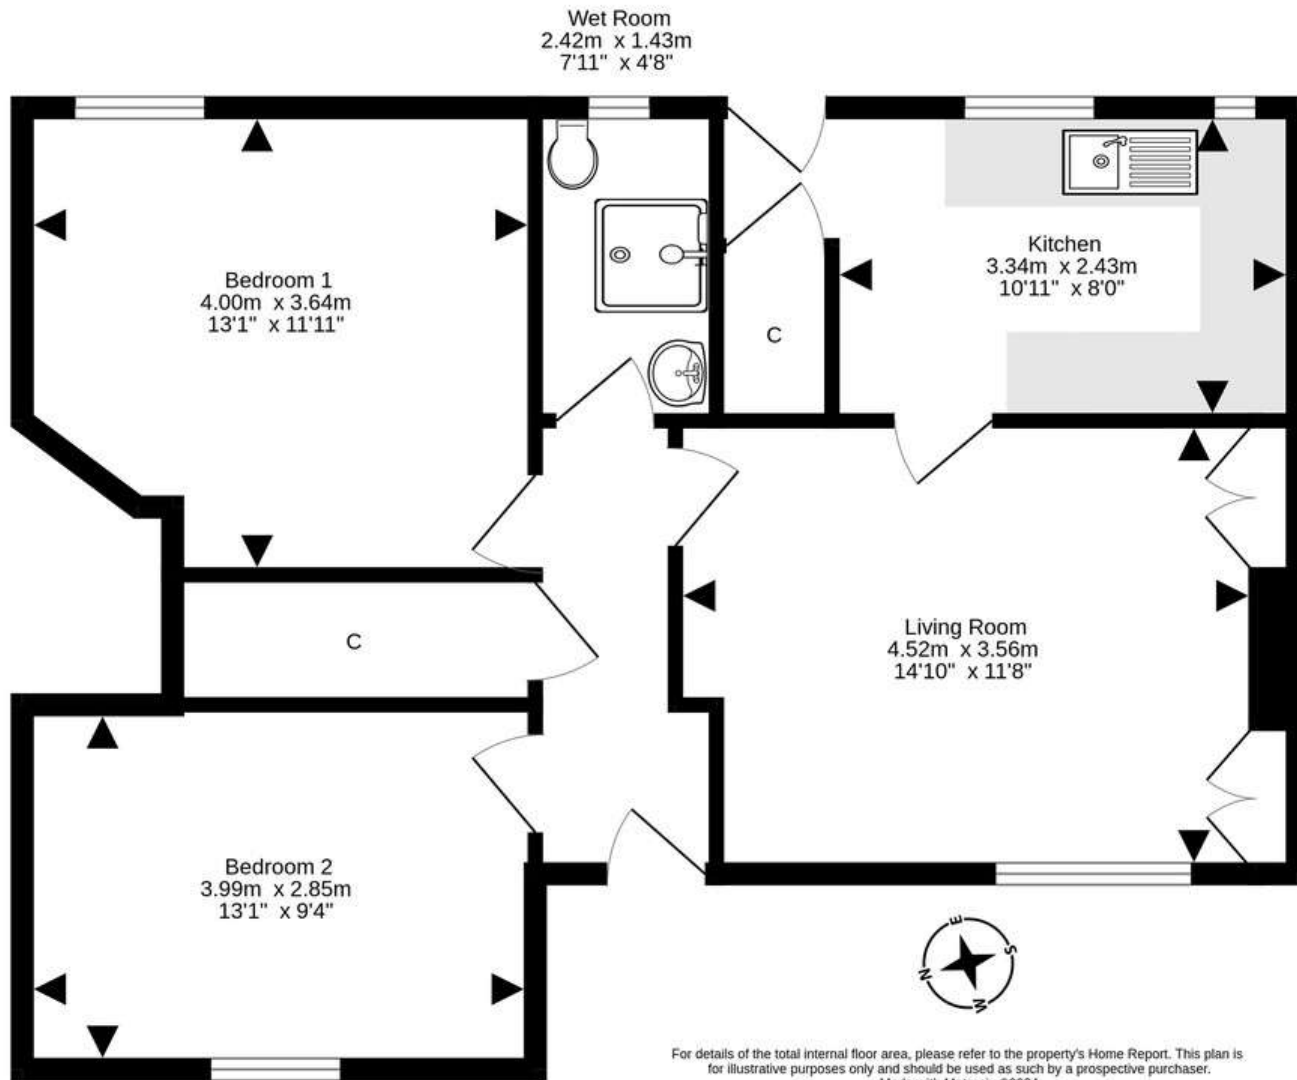 Wet Room
2.42m x 1.43m
7'11" x 4'8"
Bedroom 1
4.00m x 3.64m
13'1" x 11'11"
Kitchen
3.34m x 2.43m
10'11" x 8'0"
C
C
Living Room
4.52m x 3.56m
14'10" x 11'8"
Bedroom 2
3.99m x 2.85m
13'1" x 9'4"
E
S
N
W
For details of the total internal floor area, please refer to the property's Home Report. This plan is
for illustrative purposes only and should be used as such by a prospective purchaser.